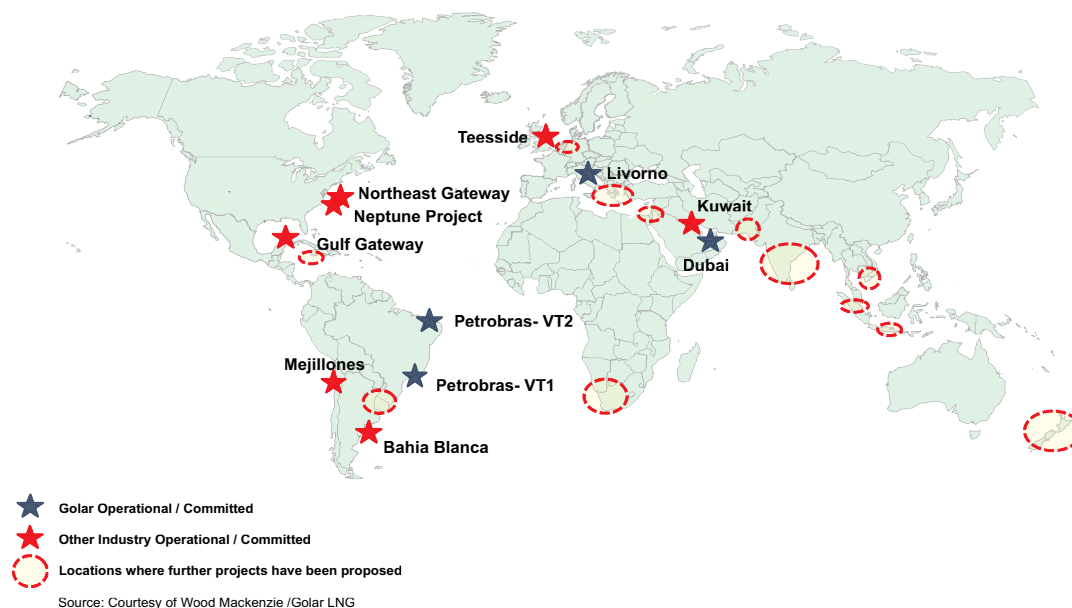 Teesside
Livorno
Northeast Gateway
Neptune Project
Kuwait
Gulf Gateway
Dubai
Petrobras- VT2
Mejillones
Petrobras- VT1
Bahia Blanca
Golar Operational / Committed
Other Industry Operational / Committed
Locations where further projects have been proposed
Source: Courtesy of Wood Mackenzie /Golar LNG